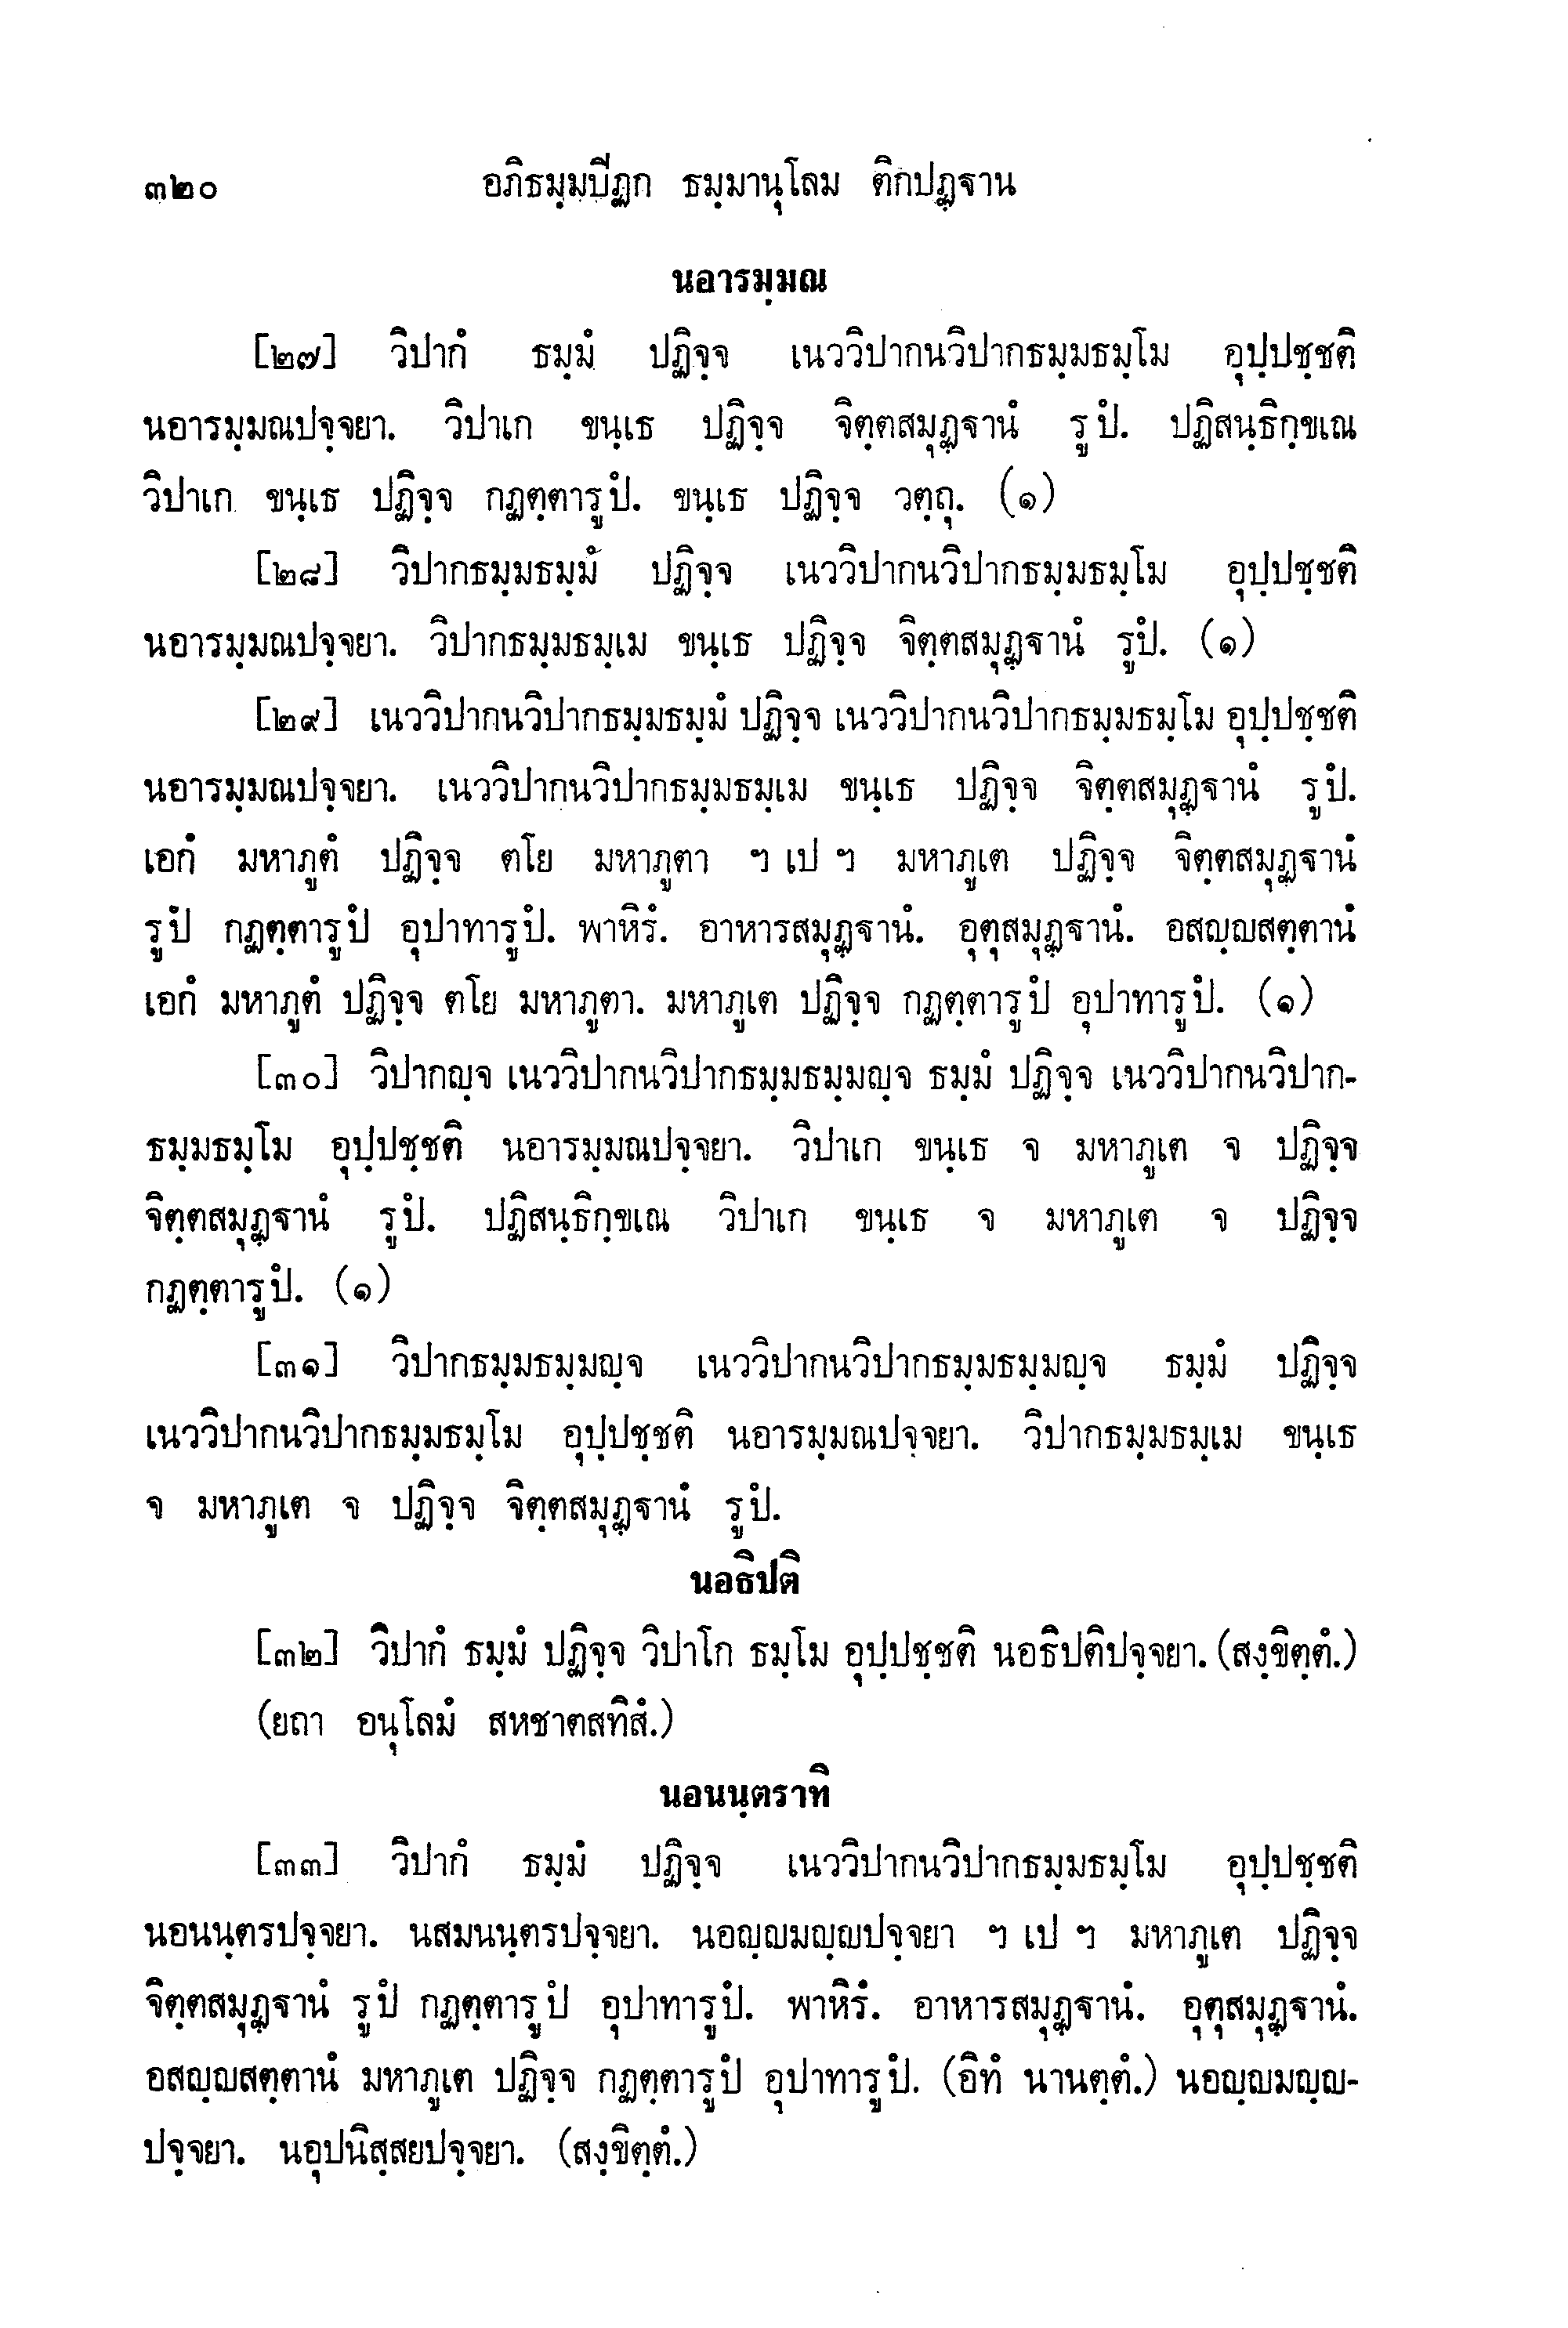 ๓๒๐ อภิธมฺมปิฏก ธมฺมานุโลม ติกปฏฺฐาน
นอารมฺมณ
[๒๗] วิปากํ ธมฺมํ ปฏิจฺจ เนววิปากนวิปากธมฺมธมฺโม อุปฺปชฺชติ
นอารมฺมณปจฺจยา. วิปาเก ขนฺเธ ปฏิจฺจ จิตฺตสมุฏฺฐานํ รูปํ. ปฏิสนฺธิกฺขเณ
วิปาเก ขนฺเธ ปฏิจฺจ กฏตฺตารูปํ. ขนฺเธ ปฏิจฺจ วตฺถุ. (๑)
[๒๘] วิปากธมฺมธมฺมํ ปฏิจฺจ เนววิปากนวิปากธมฺมธมฺโม อุปฺปชฺชติ
นอารมฺมณปจฺจยา. วิปากธมฺมธมฺเม ขนฺเธ ปฏิจฺจ จิตฺตสมุฏฺฐานํ รูปํ. (๑)
[๒๙] เนววิปากนวิปากธมฺมธมฺมํ ปฏิจฺจ เนววิปากนวิปากธมฺมธมฺโม อุปฺปชฺชติ
นอารมฺมณปจฺจยา. เนววิปากนวิปากธมฺมธมฺเม ขนฺเธ ปฏิจฺจ จิตฺตสมุฏฺฐานํ รูปํ.
เอกํ มหาภูตํ ปฏิจฺจ ตโย มหาภูตา ฯ เป ฯ มหาภูเต ปฏิจฺจ จิตฺตสมุฏฺฐานํ
รูปํ กฏตฺตารูปํ อุปาทารูปํ. พาหิรํ. อาหารสมุฏฺฐานํ. อุตุสมุฏฺฐานํ. อสญฺญสตฺตานํ
เอกํ มหาภูตํ ปฏิจฺจ ตโย มหาภูตา. มหาภูเต ปฏิจฺจ กฏตฺตารูปํ อุปาทารูปํ. (๑)
[๓๐] วิปากญฺจ เนววิปากนวิปากธมฺมธมฺมญฺจ ธมฺมํ ปฏิจฺจ เนววิปากนวิปาก-
ธมฺมธมฺโม อุปฺปชฺชติ นอารมฺมณปจฺจยา. วิปาเก ขนฺเธ จ มหาภูเต จ ปฏิจฺจ
จิตฺตสมุฏฺฐานํ รูปํ. ปฏิสนฺธิกฺขเณ วิปาเก ขนฺเธ จ มหาภูเต จ ปฏิจฺจ
กฏตฺตารูปํ. (๑)
[๓๑] วิปากธมฺมธมฺมญฺจ เนววิปากนวิปากธมฺมธมฺมญฺจ ธมฺมํ ปฏิจฺจ
เนววิปากนวิปากธมฺมธมฺโม อุปฺปชฺชติ นอารมฺมณปจฺจยา. วิปากธมฺมธมฺเม ขนฺเธ
จ มหาภูเต จ ปฏิจฺจ จิตฺตสมุฏฺฐานํ รูปํ.
นอธิปติ
[๓๒] วิปากํ ธมฺมํ ปฏิจฺจ วิปาโก ธมฺโม อุปฺปชฺชติ นอธิปติปจฺจยา. (สงฺขิตฺตํ.)
(ยถา อนุโลมํ สหชาตสทิสํ.)
นอนนฺตราทิ
[๓๓] วิปากํ ธมฺมํ ปฏิจฺจ เนววิปากนวิปากธมฺมธมฺโม อุปฺปชฺชติ
นอนนฺตรปจฺจยา. นสมนนฺตรปจฺจยา. นอญฺญมญฺญปจฺจยา ฯ เป ฯ มหาภูเต ปฏิจฺจ
จิตฺตสมุฏฺฐานํ รูปํ กฏตฺตารูปํ อุปาทารูปํ. พาหิรํ. อาหารสมุฏฺฐานํ. อุตุสมุฏฺฐานํ.
อสญฺญสตฺตานํ มหาภูเต ปฏิจฺจ กฏตฺตารูปํ อุปาทารูปํ. (อิทํ นานตฺตํ.) นอญฺญมญฺญ-
ปจฺจยา. นอุปนิสฺสยปจฺจยา. (สงฺขิตฺตํ.)